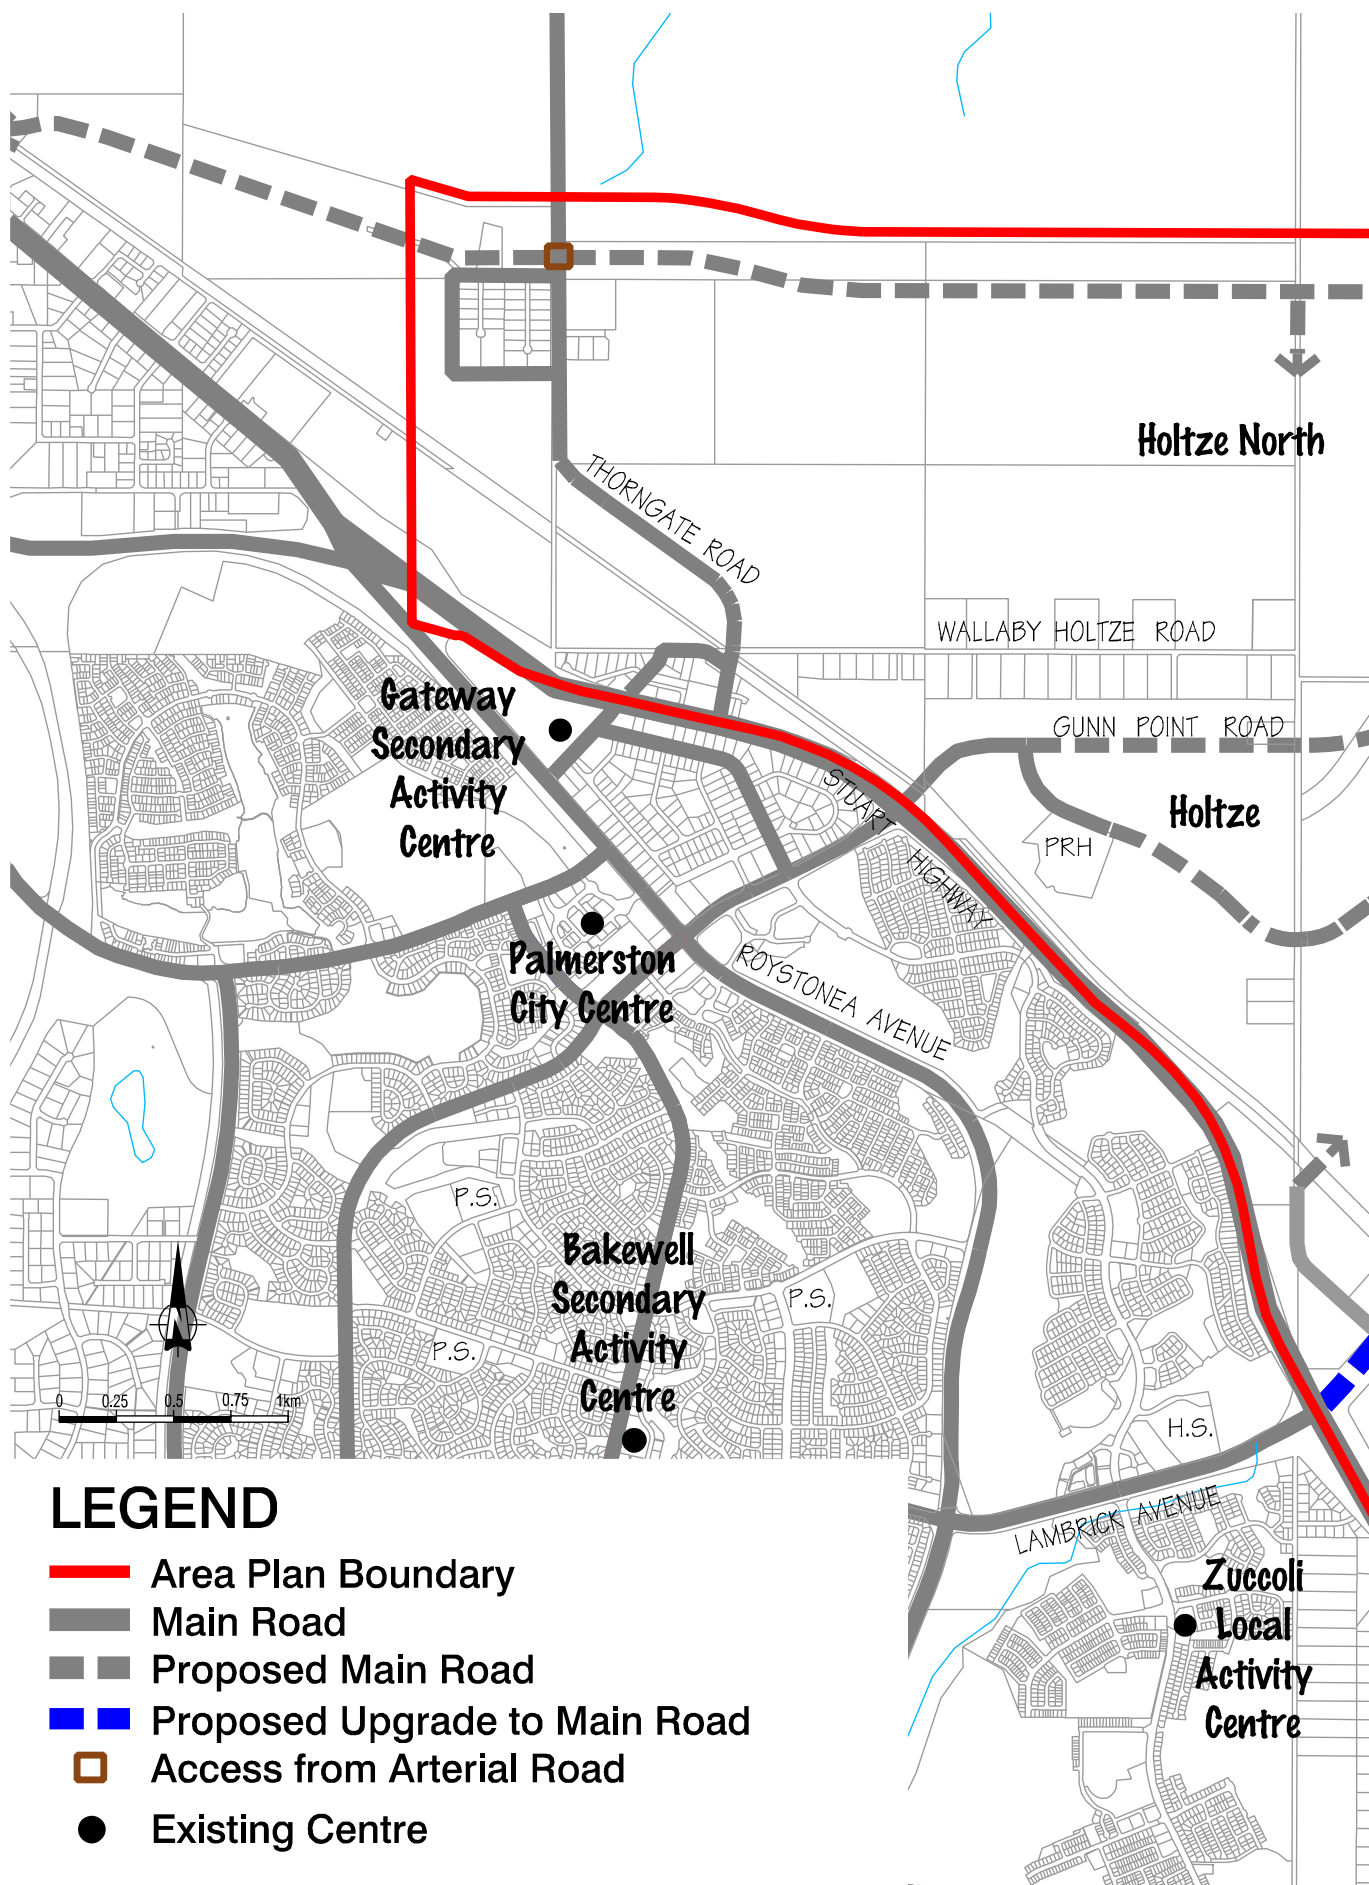 Holtze North
THORNGATE ROAD
WALLABY HOLTZE ROAD
Gateway
Secondary
Activity
Centre
GUNN POINT ROAD
STUART HIGHWAY
Holtze
PRH
Palmerston
City Centre
ROYSTONEA AVENUE
P.S.
Bakewell
Secondary
Activity
Centre
P.S.
P.S.
N
0 0.25 0.5 0.75 1km
H.S.
LAMBRICK AVENUE
Zuccoli
Local
Activity
Centre
LEGEND
Area Plan Boundary
Main Road
Proposed Main Road
Proposed Upgrade to Main Road
Access from Arterial Road
Existing Centre